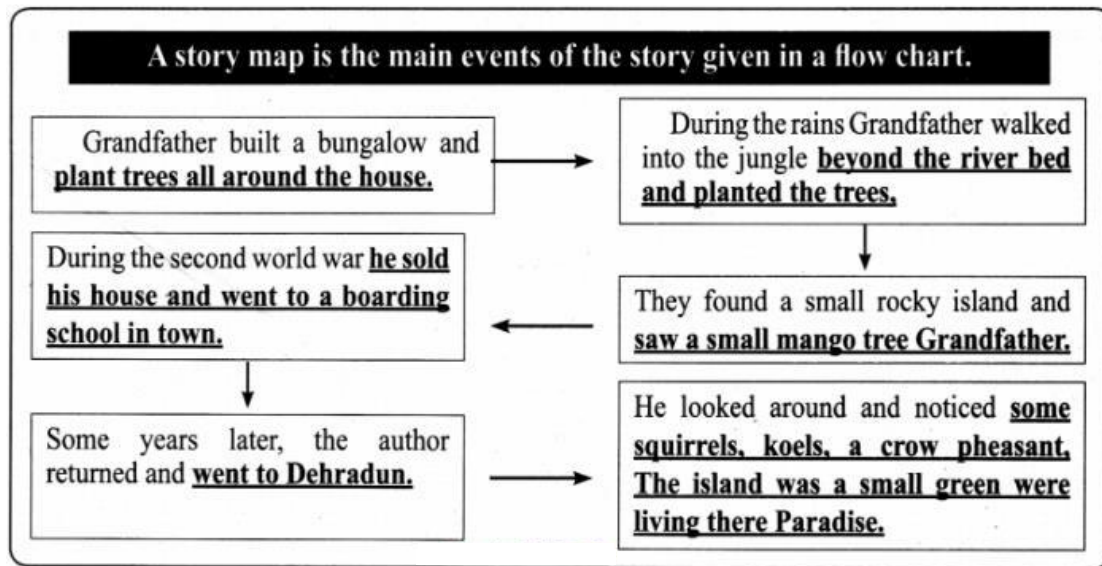 A story map is the main events of the story given in a flow chart.
Grandfather built a bungalow and
plant trees all around the house.
During the rains Grandfather walked
into the jungle beyond the river bed
and planted the trees.
They found a small rocky island and
saw a small mango tree Grandfather.
During the second world war he sold
his house and went to a boarding
school in town.
Some years later, the author
returned and went to Dehradun.
He looked around and noticed some
squirrels, koels, a crow pheasant,
The island was a small green were
living there Paradise.